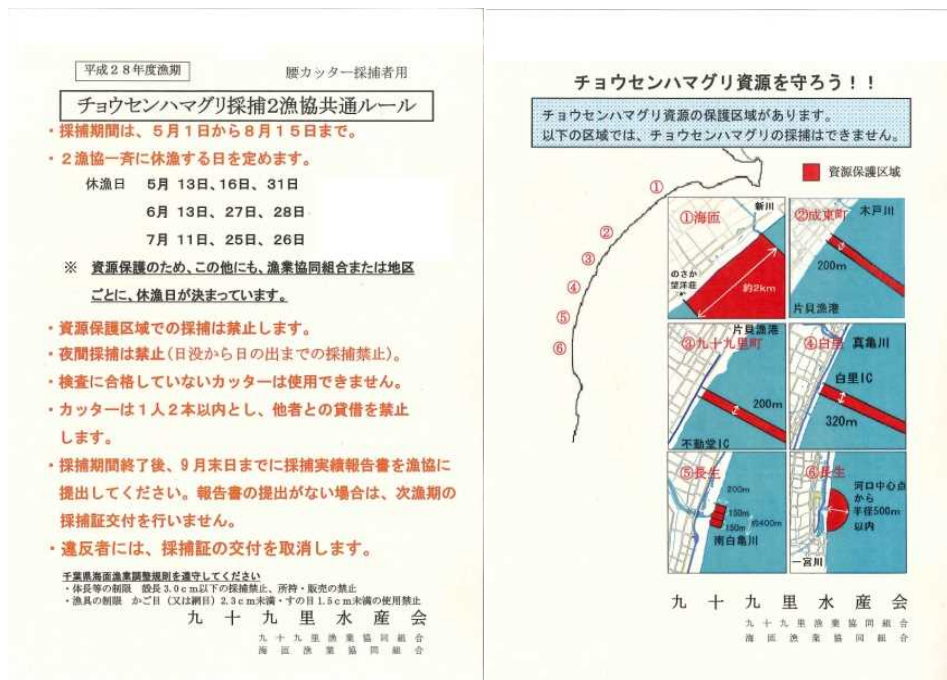 平成28年度漁期
腰カッター採捕者用
チョウセンハマグリ採捕2漁協共通ルール
・採捕期間は、5月1日から8月15日まで。
・2漁協一斉に休漁する日を定めます。
休漁日 5月 13日、16日、31日
6月 13日、27日、28日
7月 11日、25日、26日
※ 資源保護のため、この他にも、漁業協同組合または地区
ごとに、休漁日が決まっています。
・資源保護区域での採捕は禁止します。
・夜間採捕は禁止(日没から日の出までの採捕禁止)。
・検査に合格していないカッターは使用できません。
・カッターは1人2本以内とし、他者との貸借を禁止
します。
・採捕期間終了後、9月末日までに採捕実績報告書を漁協に
提出してください。報告書の提出がない場合は、次漁期の
採捕証交付を行いません。
・違反者には、採捕証の交付を取消します。
千葉県海面漁業調整規則を遵守してください
・体長等の制限 殻長3.0cm以下の採捕禁止、所持・販売の禁止
・漁具の制限 かご目(又は網目)2.3cm未満・すの目1.5cm未満の使用禁止
九十九里水産会
九十九里漁業協同組合
海匝漁業協同組合
チョウセンハマグリ資源を守ろう!!
チョウセンハマグリ資源の保護区域があります。
以下の区域では、チョウセンハマグリの採捕はできません。
資源保護区域
①
②
③
④
⑤
⑥
①海匝
新川
のさか
望洋荘
約2km
②成東町
木戸川
200m
片貝漁港
片貝漁港
③九十九里町
200m
不動堂IC
④白里
真亀川
白里IC
320m
⑤長生
200m
150m
150m
約400m
南白亀川
⑥長生
河口中心点
から
半径500m
以内
一宮川
九十九里水産会
九十九里漁業協同組合
海匝漁業協同組合